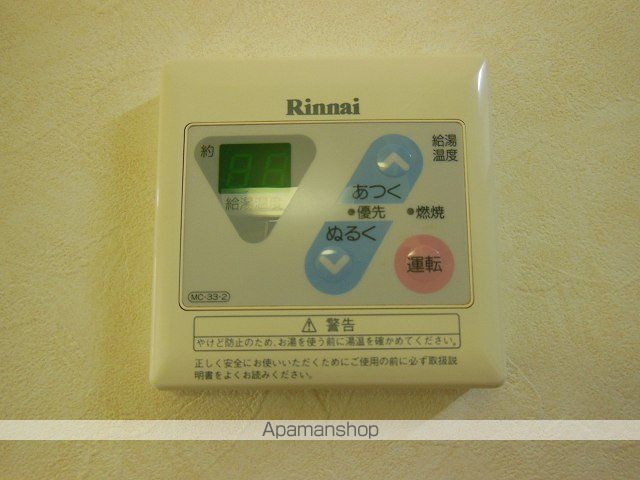 Rinnai
約
給湯温度
あつく
給湯
温度
優先
燃焼
ぬるく
運転
MC-33-2
⚠ 警告
やけど防止のため、お湯を使う前に湯温を確かめてください。
正しく安全にお使いいただくためにご使用の前に必ず取扱説
明書をよくお読みください。
Apamanshop